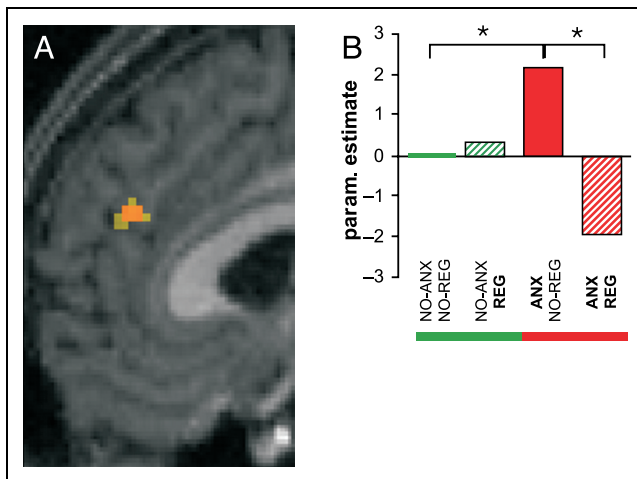 A
B
* *
param. estimate
2
1
0
–1
–2
–3
NO-ANX
NO-REG
NO-ANX
REG
ANX
NO-REG
ANX
REG